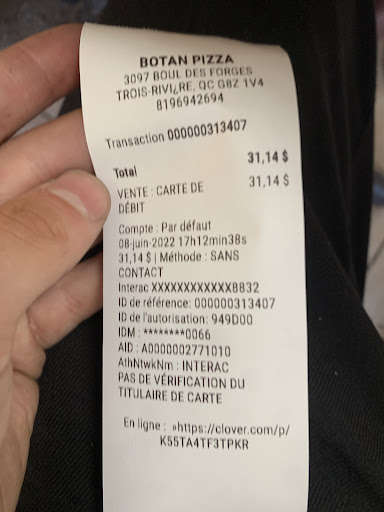 BOTAN PIZZA
3097 BOUL DES FORGES
TROIS-RIVI¿RE, QC G8Z 1V4
8196942694
Transaction 000000313407
Total 31,14 $
VENTE : CARTE DE 31,14 $
DÉBIT
Compte : Par défaut
08-juin-2022 17h12min38s
31,14 $ | Méthode : SANS
CONTACT
Interac XXXXXXXXXXXX8832
ID de référence: 000000313407
ID de l'autorisation: 949D00
IDM : ********0066
AID : A0000002771010
AthNtwkNm : INTERAC
PAS DE VÉRIFICATION DU
TITULAIRE DE CARTE
En ligne : »https://clover.com/p/
K55TA4TF3TPKR